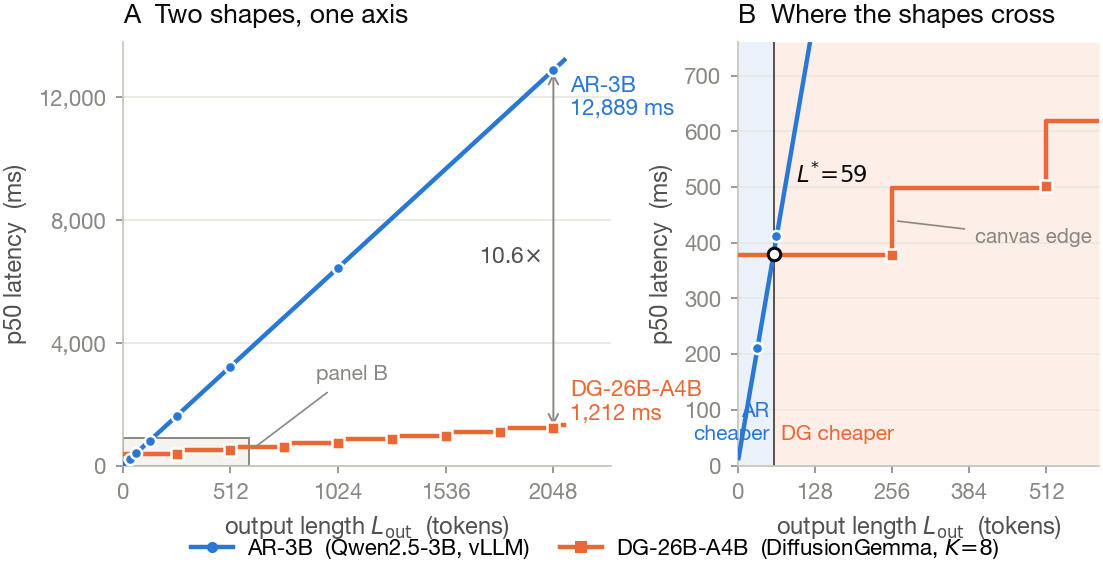 A Two shapes, one axis
p50 latency (ms)
12,000
8,000
4,000
0
AR-3B
12,889 ms
10.6×
panel B
DG-26B-A4B
1,212 ms
0 512 1024 1536 2048
output length L_out (tokens)
B Where the shapes cross
p50 latency (ms)
700
600
500
400
300
200
100
0
L*=59
canvas edge
AR
cheaper
DG cheaper
0 128 256 384 512
output length L_out (tokens)
AR-3B (Qwen2.5-3B, vLLM)
DG-26B-A4B (DiffusionGemma, K=8)